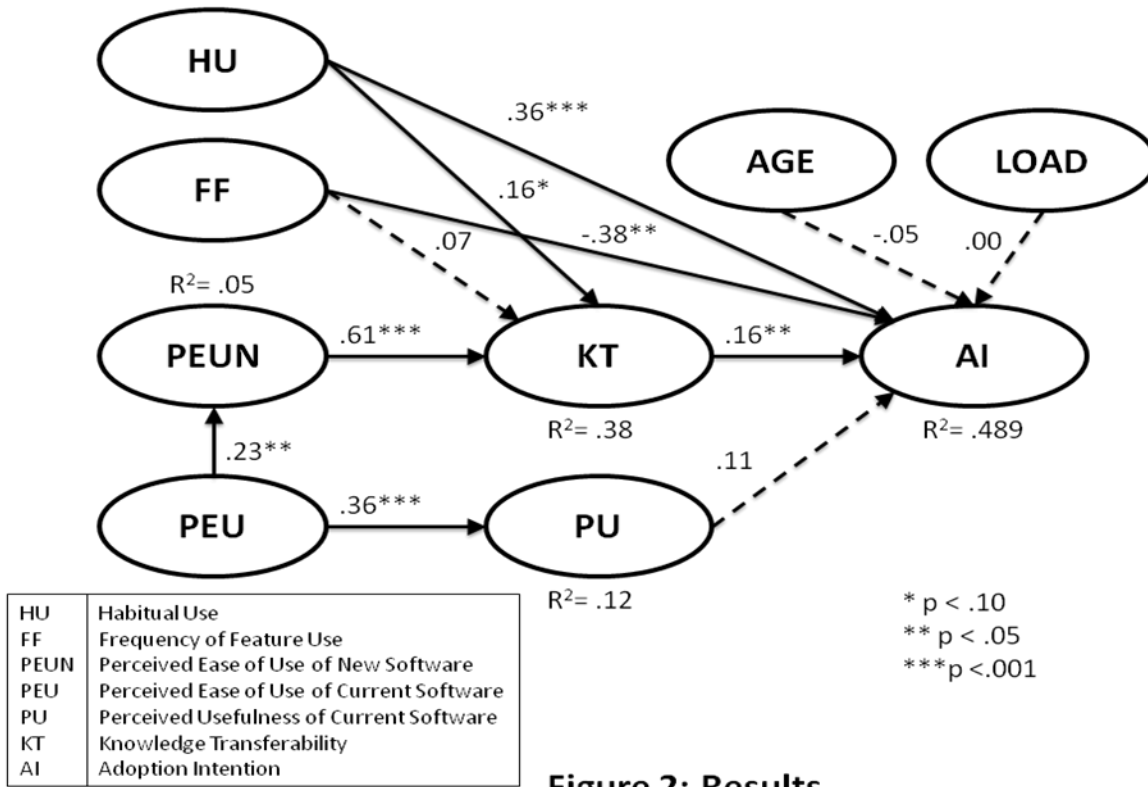 HU
.36***
AGE
LOAD
FF
.16*
-.38**
-.05
.00
.07
R²= .05
PEUN
.61***
KT
.16**
AI
R²= .38
R²= .489
.23**
.11
PEU
.36***
PU
R²= .12
* p < .10
** p < .05
***p <.001
HU Habitual Use
FF Frequency of Feature Use
PEUN Perceived Ease of Use of New Software
PEU Perceived Ease of Use of Current Software
PU Perceived Usefulness of Current Software
KT Knowledge Transferability
AI Adoption Intention
Figure 2: Results